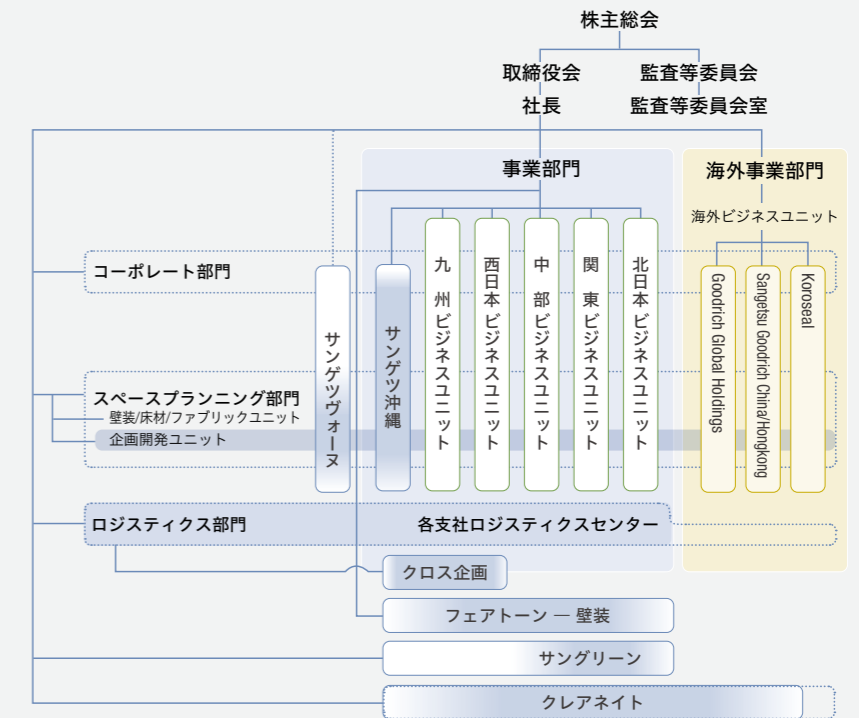 株主総会
取締役会
監査等委員会
社長
監査等委員会室
事業部門
海外事業部門
海外ビジネスユニット
コーポレート部門
サンゲツヴォーヌ
サンゲツ沖縄
九州ビジネスユニット
西日本ビジネスユニット
中部ビジネスユニット
関東ビジネスユニット
北日本ビジネスユニット
Goodrich Global Holdings
Sangetsu Goodrich China/Hongkong
Koroseal
スペースプランニング部門
壁装/床材/ファブリックユニット
企画開発ユニット
ロジスティクス部門
各支社ロジスティクスセンター
クロス企画
フェアトーン — 壁装
サングリーン
クレアネイト